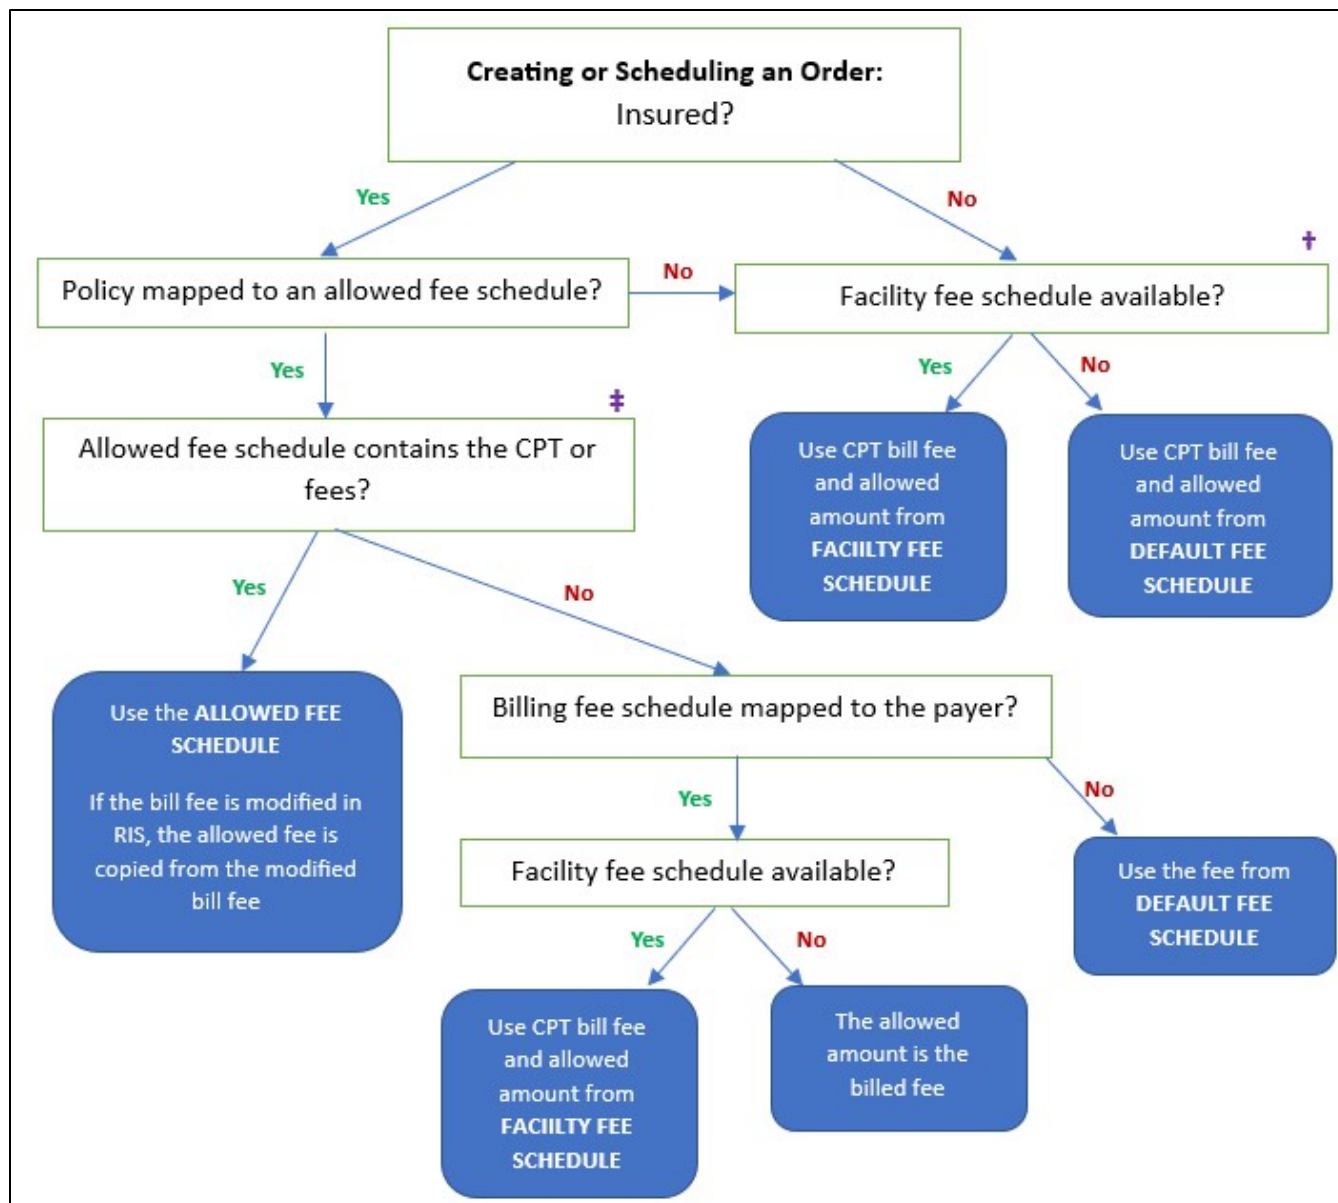 Creating or Scheduling an Order:
Insured?
Yes
No
†
Policy mapped to an allowed fee schedule?
No
Facility fee schedule available?
Yes
Yes
No
‡
Allowed fee schedule contains the CPT or
fees?
Use CPT bill fee
and allowed
amount from
FACIILTY FEE
SCHEDULE
Use CPT bill fee
and allowed
amount from
DEFAULT FEE
SCHEDULE
Yes
No
Use the ALLOWED FEE
SCHEDULE
If the bill fee is modified in
RIS, the allowed fee is
copied from the modified
bill fee
Billing fee schedule mapped to the payer?
Yes
No
Facility fee schedule available?
Use the fee from
DEFAULT FEE
SCHEDULE
Yes
No
Use CPT bill fee
and allowed
amount from
FACIILTY FEE
SCHEDULE
The allowed
amount is the
billed fee